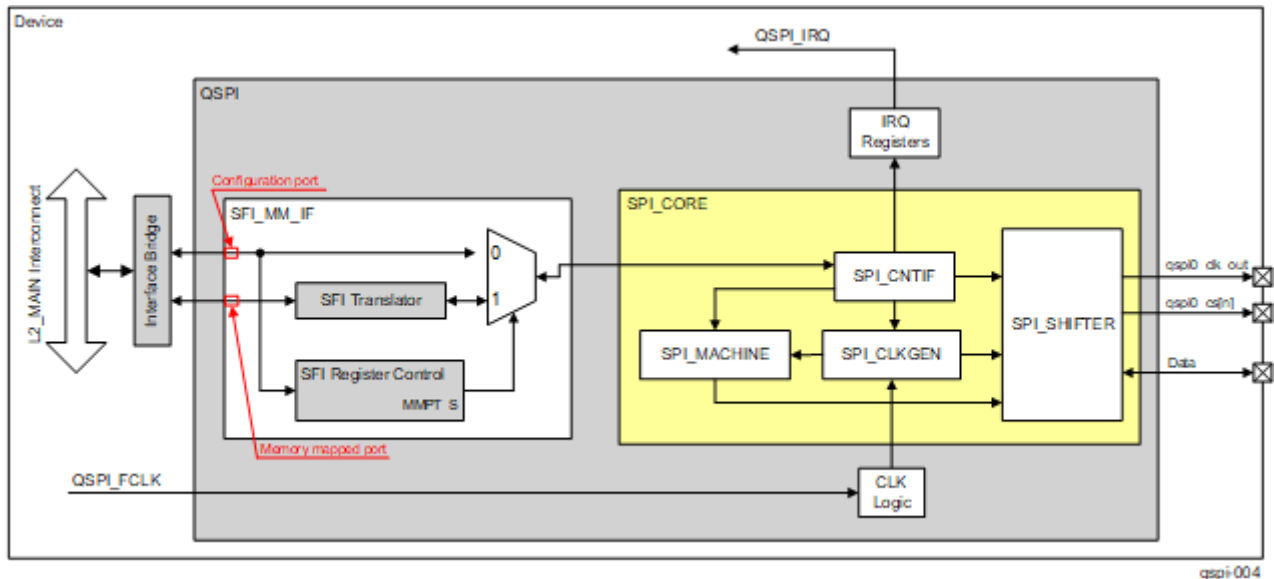 Device
QSPI_IRQ
QSPI
IRQ
Registers
Configuration port
SPI_CORE
SFI_MM_IF
L2_MAIN Interconnect
Interface Bridge
0
SPI_CNTIF
qspi0_clk_out
SFI Translator
1
qspi0_cs[n]
SPI_SHIFTER
SPI_MACHINE
SPI_CLKGEN
Data
SFI Register Control
MMPT_S
Memory mapped port
QSPI_FCLK
CLK
Logic
qspi-004